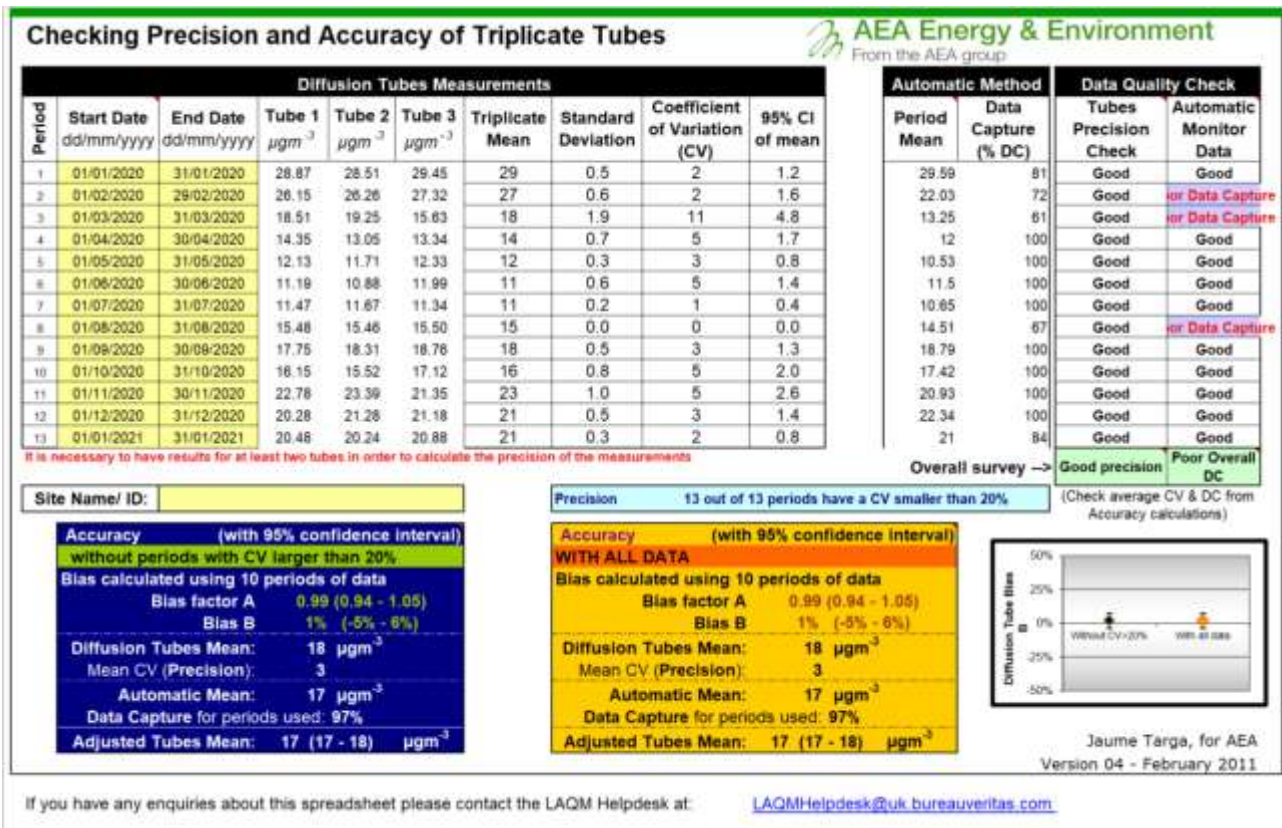 Checking Precision and Accuracy of Triplicate Tubes
AEA Energy & Environment
From the AEA group
Diffusion Tubes Measurements
Automatic Method
Data Quality Check
Period
Start Date dd/mm/yyyy
End Date dd/mm/yyyy
Tube 1 µgm-3
Tube 2 µgm-3
Tube 3 µgm-3
Triplicate Mean
Standard Deviation
Coefficient of Variation (CV)
95% CI of mean
Period Mean
Data Capture (% DC)
Tubes Precision Check
Automatic Monitor Data
1 01/01/2020 31/01/2020 28.87 28.51 29.45 29 0.5 2 1.2 29.59 81 Good Good
2 01/02/2020 29/02/2020 26.15 26.26 27.32 27 0.6 2 1.6 22.03 72 Good or Data Capture
3 01/03/2020 31/03/2020 18.51 19.25 15.63 18 1.9 11 4.8 13.25 61 Good or Data Capture
4 01/04/2020 30/04/2020 14.35 13.05 13.34 14 0.7 5 1.7 12 100 Good Good
5 01/05/2020 31/05/2020 12.13 11.71 12.33 12 0.3 3 0.8 10.53 100 Good Good
6 01/06/2020 30/06/2020 11.19 10.88 11.99 11 0.6 5 1.4 11.5 100 Good Good
7 01/07/2020 31/07/2020 11.47 11.67 11.34 11 0.2 1 0.4 10.65 100 Good Good
8 01/08/2020 31/08/2020 15.48 15.46 15.50 15 0.0 0 0.0 14.51 67 Good or Data Capture
9 01/09/2020 30/09/2020 17.75 18.31 18.76 18 0.5 3 1.3 18.79 100 Good Good
10 01/10/2020 31/10/2020 16.15 15.52 17.12 16 0.8 5 2.0 17.42 100 Good Good
11 01/11/2020 30/11/2020 22.78 23.39 21.35 23 1.0 5 2.6 20.93 100 Good Good
12 01/12/2020 31/12/2020 20.28 21.28 21.18 21 0.5 3 1.4 22.34 100 Good Good
13 01/01/2021 31/01/2021 20.48 20.24 20.88 21 0.3 2 0.8 21 84 Good Good
It is necessary to have results for at least two tubes in order to calculate the precision of the measurements
Overall survey --> Good precision Poor Overall DC
(Check average CV & DC from
Accuracy calculations)
Site Name/ ID:
Precision 13 out of 13 periods have a CV smaller than 20%
Accuracy (with 95% confidence interval)
without periods with CV larger than 20%
Bias calculated using 10 periods of data
Bias factor A 0.99 (0.94 - 1.05)
Bias B 1% (-5% - 6%)
Diffusion Tubes Mean: 18 µgm-3
Mean CV (Precision): 3
Automatic Mean: 17 µgm-3
Data Capture for periods used: 97%
Adjusted Tubes Mean: 17 (17 - 18) µgm-3
Accuracy (with 95% confidence interval)
WITH ALL DATA
Bias calculated using 10 periods of data
Bias factor A 0.99 (0.94 - 1.05)
Bias B 1% (-5% - 6%)
Diffusion Tubes Mean: 18 µgm-3
Mean CV (Precision): 3
Automatic Mean: 17 µgm-3
Data Capture for periods used: 97%
Adjusted Tubes Mean: 17 (17 - 18) µgm-3
Diffusion Tube Bias B
50%
25%
0%
-25%
-50%
Without CV>20%
With all data
Jaume Targa, for AEA
Version 04 - February 2011
If you have any enquiries about this spreadsheet please contact the LAQM Helpdesk at: LAQMHelpdesk@uk.bureauveritas.com